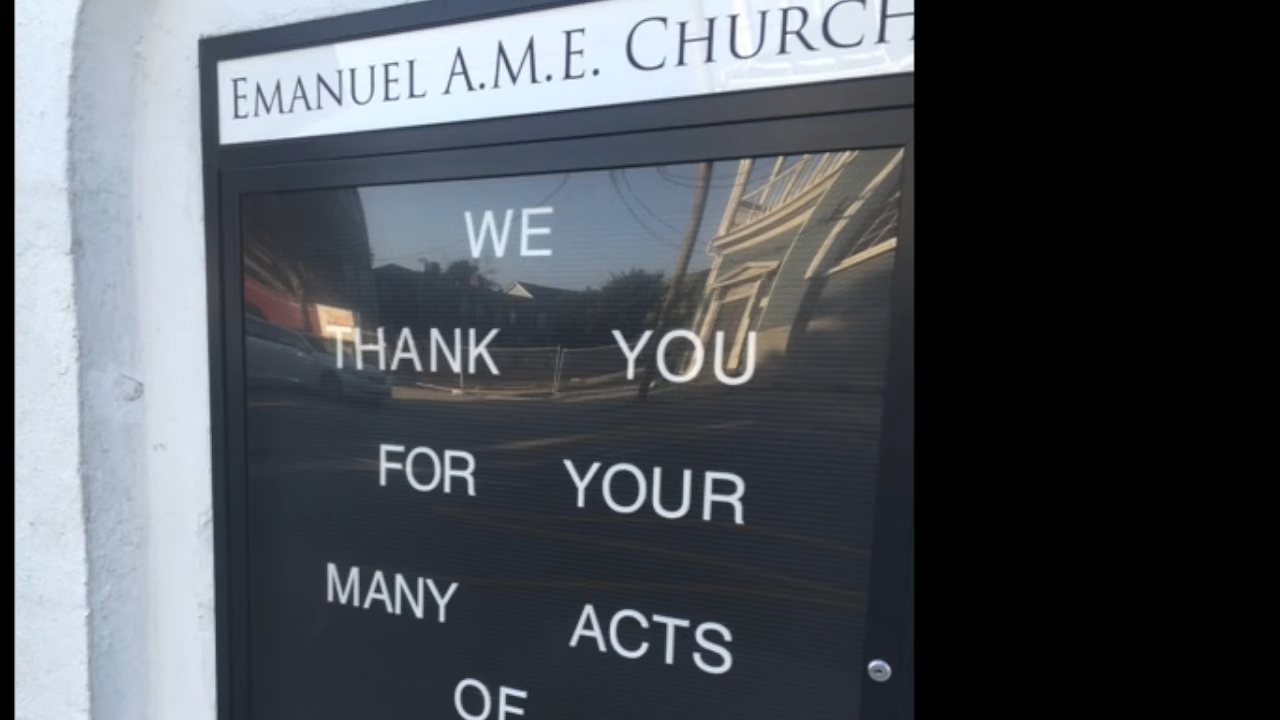 EMANUEL A.M.E. CHURCH
WE
THANK YOU
FOR YOUR
MANY ACTS
OF